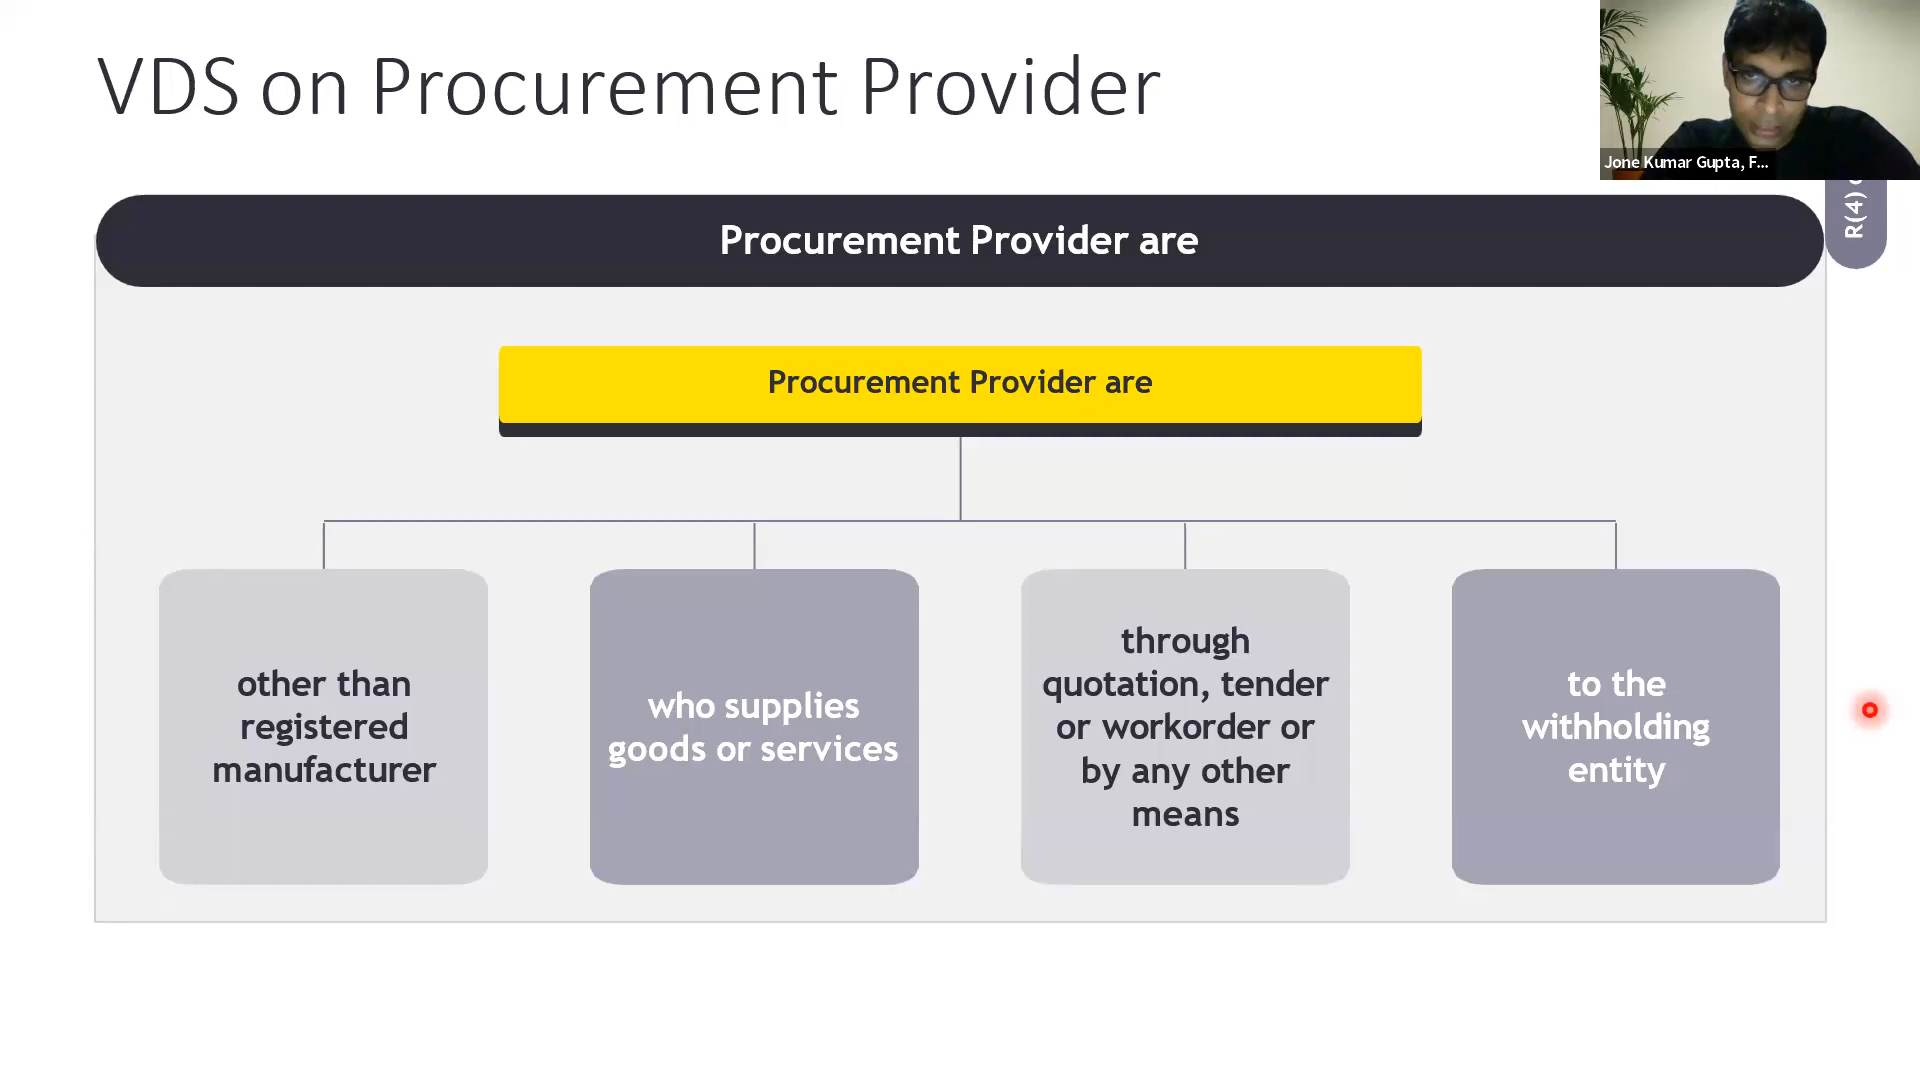 VDS on Procurement Provider
Jone Kumar Gupta, F...
R(4)
Procurement Provider are
Procurement Provider are
other than
registered
manufacturer
who supplies
goods or services
through
quotation, tender
or workorder or
by any other
means
to the
withholding
entity